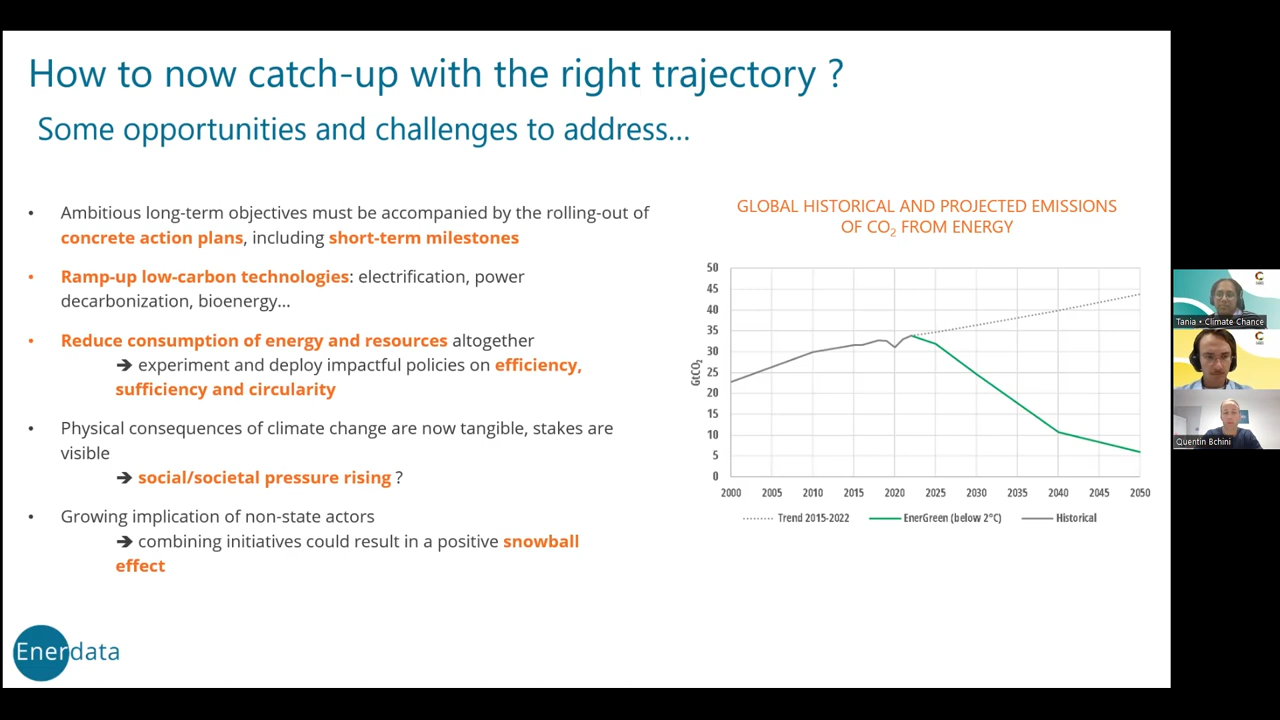 How to now catch-up with the right trajectory ?
Some opportunities and challenges to address...
• Ambitious long-term objectives must be accompanied by the rolling-out of
concrete action plans, including short-term milestones
• Ramp-up low-carbon technologies: electrification, power
decarbonization, bioenergy...
• Reduce consumption of energy and resources altogether
➔ experiment and deploy impactful policies on efficiency,
sufficiency and circularity
• Physical consequences of climate change are now tangible, stakes are
visible
➔ social/societal pressure rising ?
• Growing implication of non-state actors
➔ combining initiatives could result in a positive snowball
effect
GLOBAL HISTORICAL AND PROJECTED EMISSIONS
OF CO₂ FROM ENERGY
50
45
40
35
30
25
20
15
10
5
0
GtCO₂
2000 2005 2010 2015 2020 2025 2030 2035 2040 2045 2050
Trend 2015-2022 EnerGreen (below 2°C) Historical
Tania • Climate Chance
Quentin Bchini
Enerdata